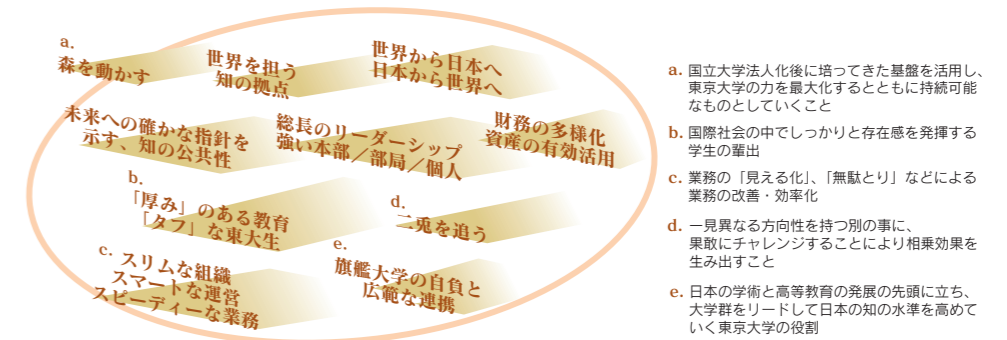 a.
森を動かす
世界を担う
知の拠点
世界から日本へ
日本から世界へ
未来への確かな指針を
示す、知の公共性
総長のリーダーシップ
強い本部／部局／個人
財務の多様化
資産の有効活用
b.
「厚み」のある教育
「タフ」な東大生
d.
二兎を追う
c. スリムな組織
スマートな運営
スピーディーな業務
e.
旗艦大学の自負と
広範な連携
a. 国立大学法人化後に培ってきた基盤を活用し、
東京大学の力を最大化するとともに持続可能
なものとしていくこと
b. 国際社会の中でしっかりと存在感を発揮する
学生の輩出
c. 業務の「見える化」、「無駄とり」などによる
業務の改善・効率化
d. 一見異なる方向性を持つ別の事に、
果敢にチャレンジすることにより相乗効果を
生み出すこと
e. 日本の学術と高等教育の発展の先頭に立ち、
大学群をリードして日本の知の水準を高めて
いく東京大学の役割